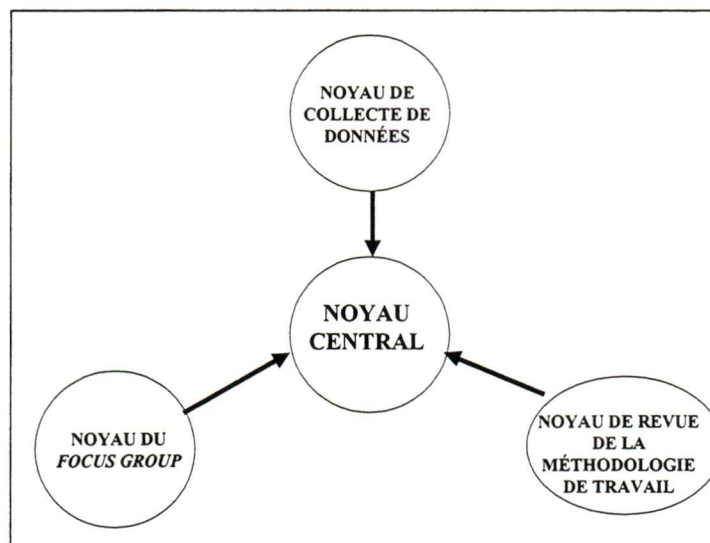 NOYAU DE
COLLECTE DE
DONNÉES
NOYAU
CENTRAL
NOYAU DU
FOCUS GROUP
NOYAU DE REVUE
DE LA
MÉTHODOLOGIE
DE TRAVAIL